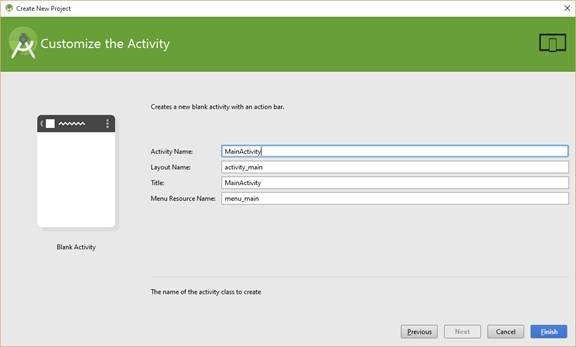 Create New Project
Customize the Activity
Creates a new blank activity with an action bar.
Activity Name: MainActivity
Layout Name: activity_main
Title: MainActivity
Menu Resource Name: menu_main
Blank Activity
The name of the activity class to create
Previous Next Cancel Finish